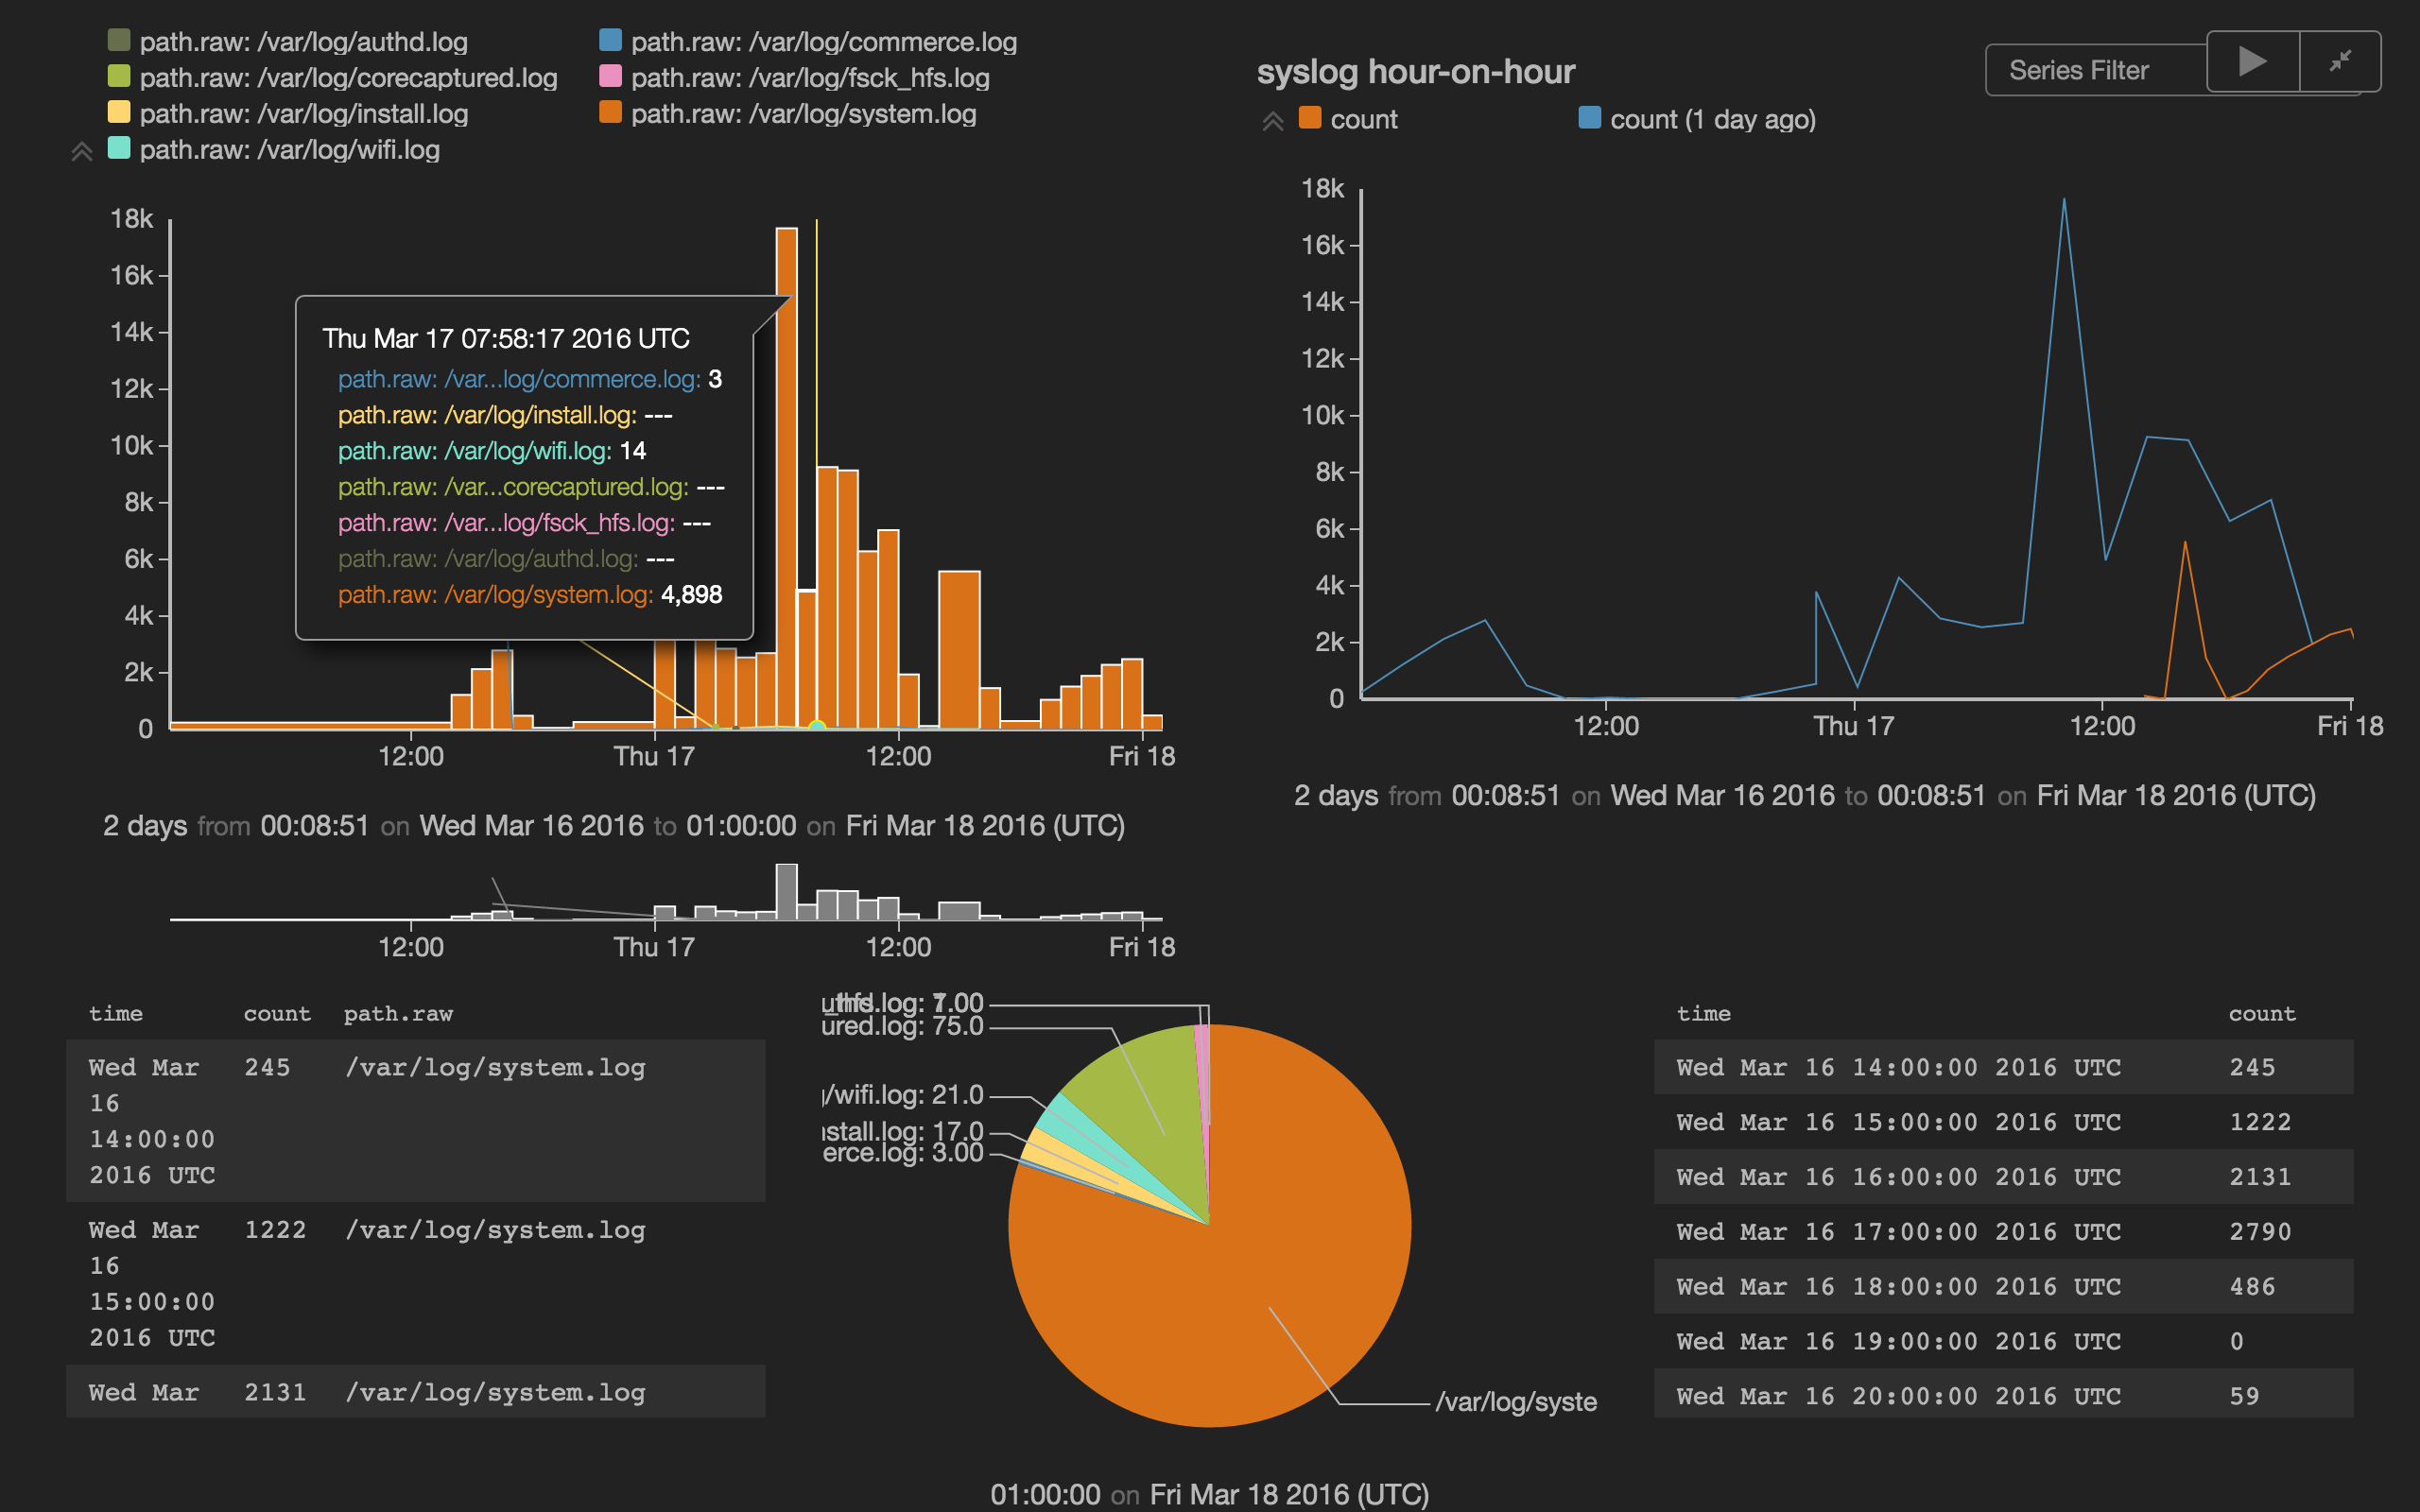 path.raw: /var/log/authd.log
path.raw: /var/log/commerce.log
path.raw: /var/log/corecaptured.log
path.raw: /var/log/fsck_hfs.log
path.raw: /var/log/install.log
path.raw: /var/log/system.log
path.raw: /var/log/wifi.log
18k
16k
14k
12k
10k
8k
6k
4k
2k
0
Thu Mar 17 07:58:17 2016 UTC
path.raw: /var...log/commerce.log: 3
path.raw: /var/log/install.log: ---
path.raw: /var/log/wifi.log: 14
path.raw: /var...corecaptured.log: ---
path.raw: /var...log/fsck_hfs.log: ---
path.raw: /var/log/authd.log: ---
path.raw: /var/log/system.log: 4,898
12:00 Thu 17 12:00 Fri 18
2 days from 00:08:51 on Wed Mar 16 2016 to 01:00:00 on Fri Mar 18 2016 (UTC)
12:00 Thu 17 12:00 Fri 18
syslog hour-on-hour
Series Filter
count
count (1 day ago)
18k
16k
14k
12k
10k
8k
6k
4k
2k
0
12:00 Thu 17 12:00 Fri 18
2 days from 00:08:51 on Wed Mar 16 2016 to 00:08:51 on Fri Mar 18 2016 (UTC)
time count path.raw
Wed Mar 245 /var/log/system.log
16
14:00:00
2016 UTC
Wed Mar 1222 /var/log/system.log
16
15:00:00
2016 UTC
Wed Mar 2131 /var/log/system.log
ured.log: 75.0
g/wifi.log: 21.0
nstall.log: 17.0
erce.log: 3.00
/var/log/syste
01:00:00 on Fri Mar 18 2016 (UTC)
time count
Wed Mar 16 14:00:00 2016 UTC 245
Wed Mar 16 15:00:00 2016 UTC 1222
Wed Mar 16 16:00:00 2016 UTC 2131
Wed Mar 16 17:00:00 2016 UTC 2790
Wed Mar 16 18:00:00 2016 UTC 486
Wed Mar 16 19:00:00 2016 UTC 0
Wed Mar 16 20:00:00 2016 UTC 59